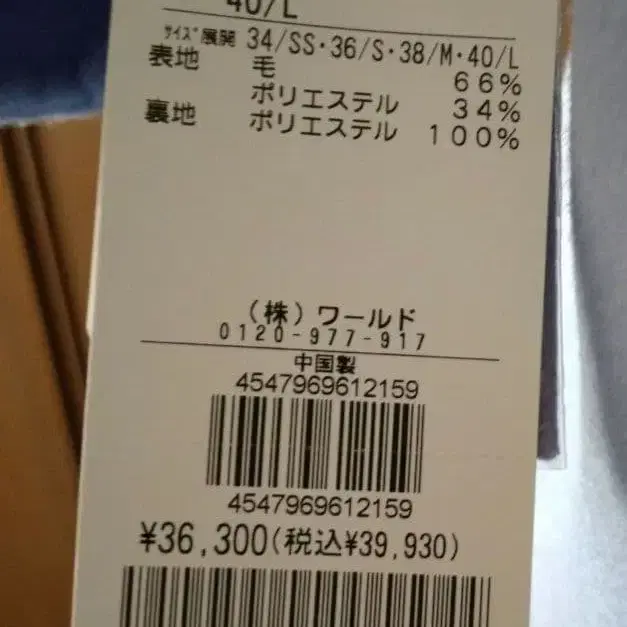 40/L
ｻｲｽﾞ展開 34/SS・36/S・38/M・40/L
表地 毛 66%
ポリエステル 34%
裏地 ポリエステル 100%
（株）ワールド
0120-977-917
中国製
4547969612159
4547969612159
¥36,300(税込¥39,930)